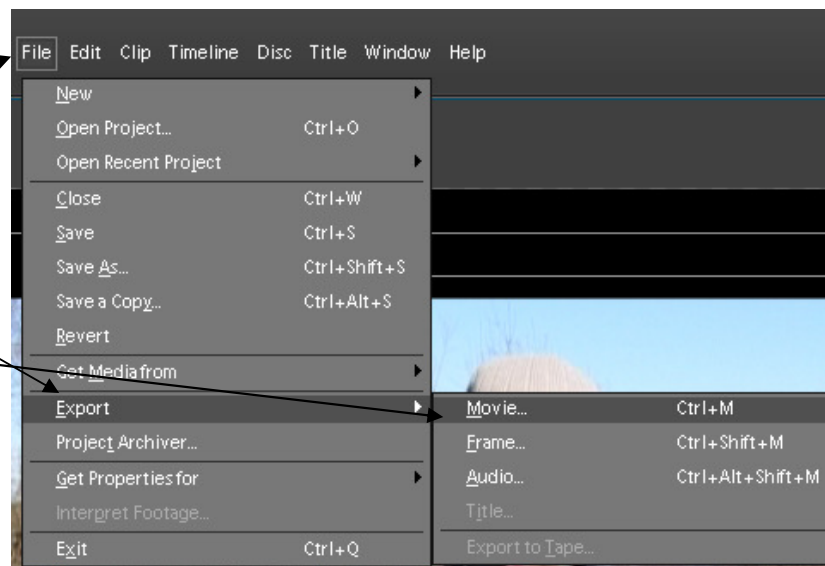 File Edit Clip Timeline Disc Title Window Help
New
Open Project... Ctrl+O
Open Recent Project
Close Ctrl+W
Save Ctrl+S
Save As... Ctrl+Shift+S
Save a Copy... Ctrl+Alt+S
Revert
Get Media from
Export
Movie... Ctrl+M
Project Archiver...
Frame... Ctrl+Shift+M
Get Properties for
Audio... Ctrl+Alt+Shift+M
Interpret Footage...
Title...
Exit Ctrl+Q
Export to Tape...